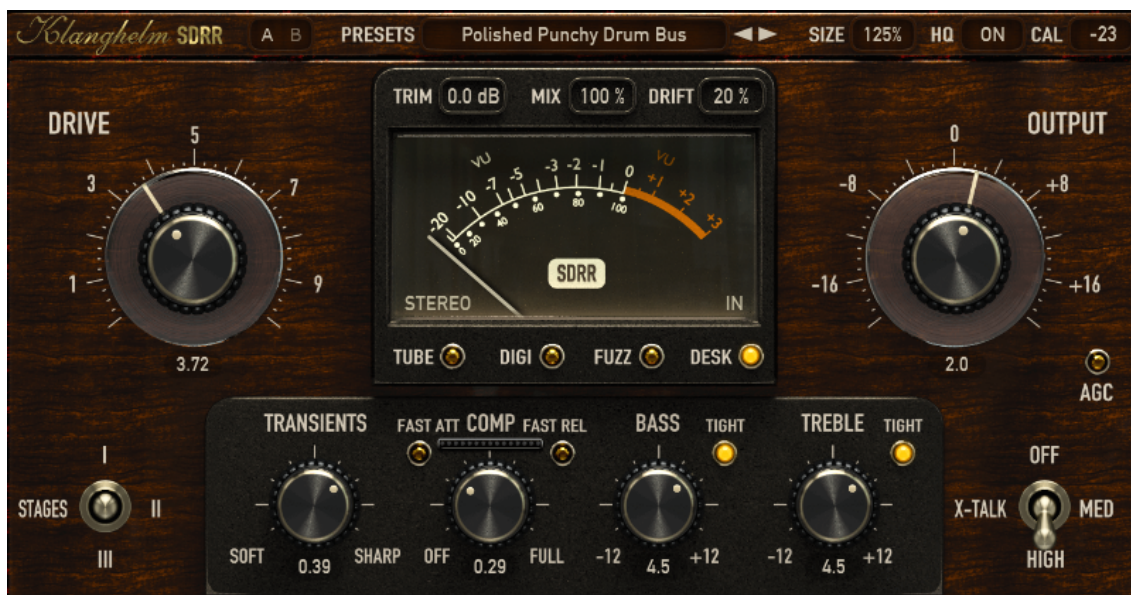 Klanghelm SDRR A B PRESETS Polished Punchy Drum Bus SIZE 125% HQ ON CAL -23
TRIM 0.0 dB MIX 100 % DRIFT 20 %
DRIVE
OUTPUT
1 3 5 7 9
3.72
VU VU
-20 -10 -7 -5 -3 -2 -1 0 +1 +2 +3
0 20 40 60 80 100
SDRR
STEREO IN
-16 -8 0 +8 +16
2.0
TUBE DIGI FUZZ DESK
AGC
TRANSIENTS FAST ATT COMP FAST REL BASS TIGHT TREBLE TIGHT
SOFT 0.39 SHARP OFF 0.29 FULL -12 4.5 +12 -12 4.5 +12
I
STAGES II
III
OFF
X-TALK MED
HIGH